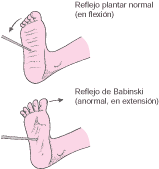 Reflejo plantar normal
(en flexión)
Reflejo de Babinski
(anormal, en extensión)